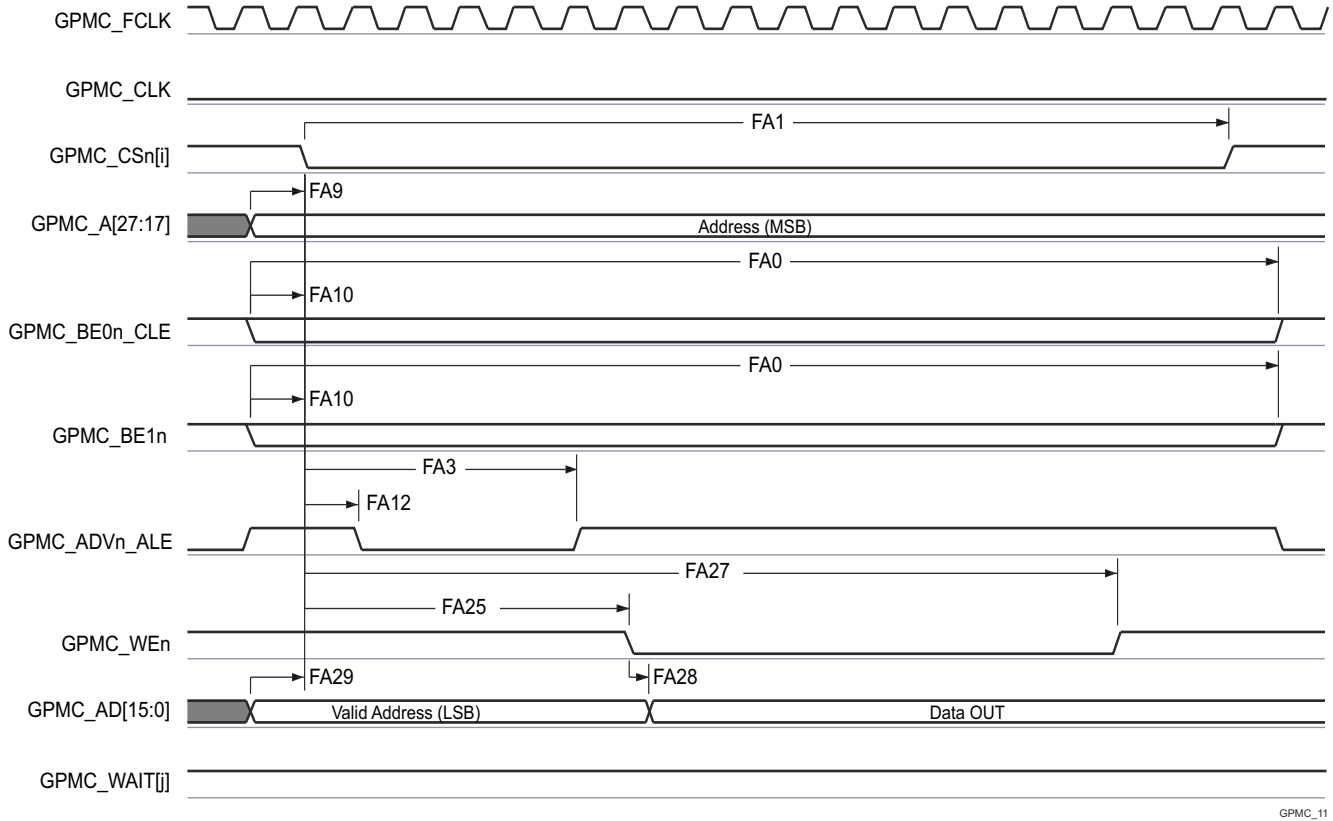 GPMC_FCLK
GPMC_CLK
FA1
GPMC_CSn[i]
FA9
GPMC_A[27:17]
Address (MSB)
FA0
FA10
GPMC_BE0n_CLE
FA0
FA10
GPMC_BE1n
FA3
FA12
GPMC_ADVn_ALE
FA27
FA25
GPMC_WEn
FA29
FA28
GPMC_AD[15:0]
Valid Address (LSB)
Data OUT
GPMC_WAIT[j]
GPMC_11